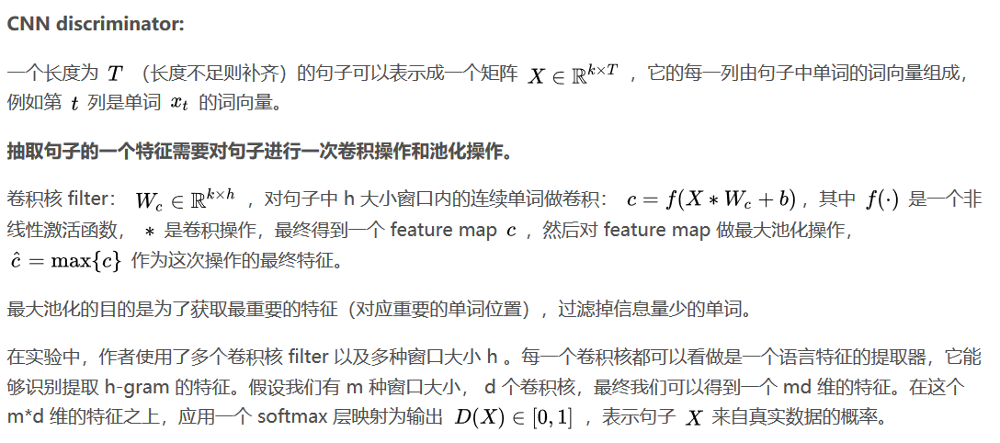 CNN discriminator:
一个长度为 T （长度不足则补齐）的句子可以表示成一个矩阵 X ∈ ℝ^{k×T} ，它的每一列由句子中单词的词向量组成，
例如第 t 列是单词 x_t 的词向量。
抽取句子的一个特征需要对句子进行一次卷积操作和池化操作。
卷积核 filter： W_c ∈ ℝ^{k×h} ，对句子中 h 大小窗口内的连续单词做卷积： c = f(X * W_c + b) ，其中 f(·) 是一个非
线性激活函数， * 是卷积操作，最终得到一个 feature map c ，然后对 feature map 做最大池化操作，
ĉ = max{c} 作为这次操作的最终特征。
最大池化的目的是为了获取最重要的特征（对应重要的单词位置），过滤掉信息量少的单词。
在实验中，作者使用了多个卷积核 filter 以及多种窗口大小 h 。每一个卷积核都可以看做是一个语言特征的提取器，它能
够识别提取 h-gram 的特征。假设我们有 m 种窗口大小， d 个卷积核，最终我们可以得到一个 md 维的特征。在这个
m*d 维的特征之上，应用一个 softmax 层映射为输出 D(X) ∈ [0, 1] ，表示句子 X 来自真实数据的概率。